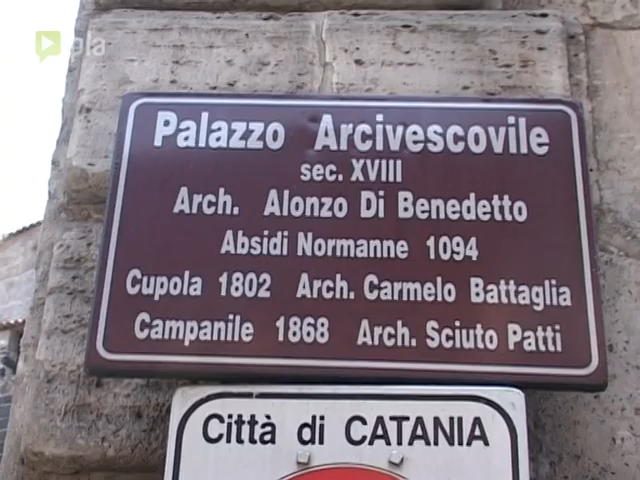 Palazzo Arcivescovile
sec. XVIII
Arch. Alonzo Di Benedetto
Absidi Normanne 1094
Cupola 1802 Arch. Carmelo Battaglia
Campanile 1868 Arch. Sciuto Patti
Città di CATANIA